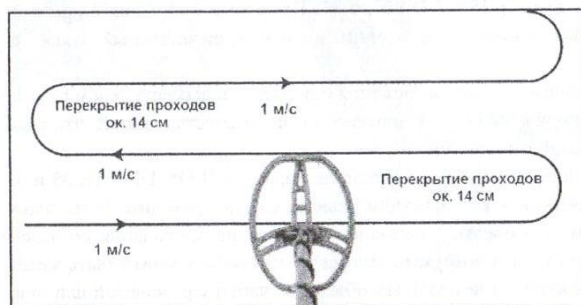 Перекрытие проходов
ок. 14 см
1 м/с
1 м/с
Перекрытие проходов
ок. 14 см
1 м/с